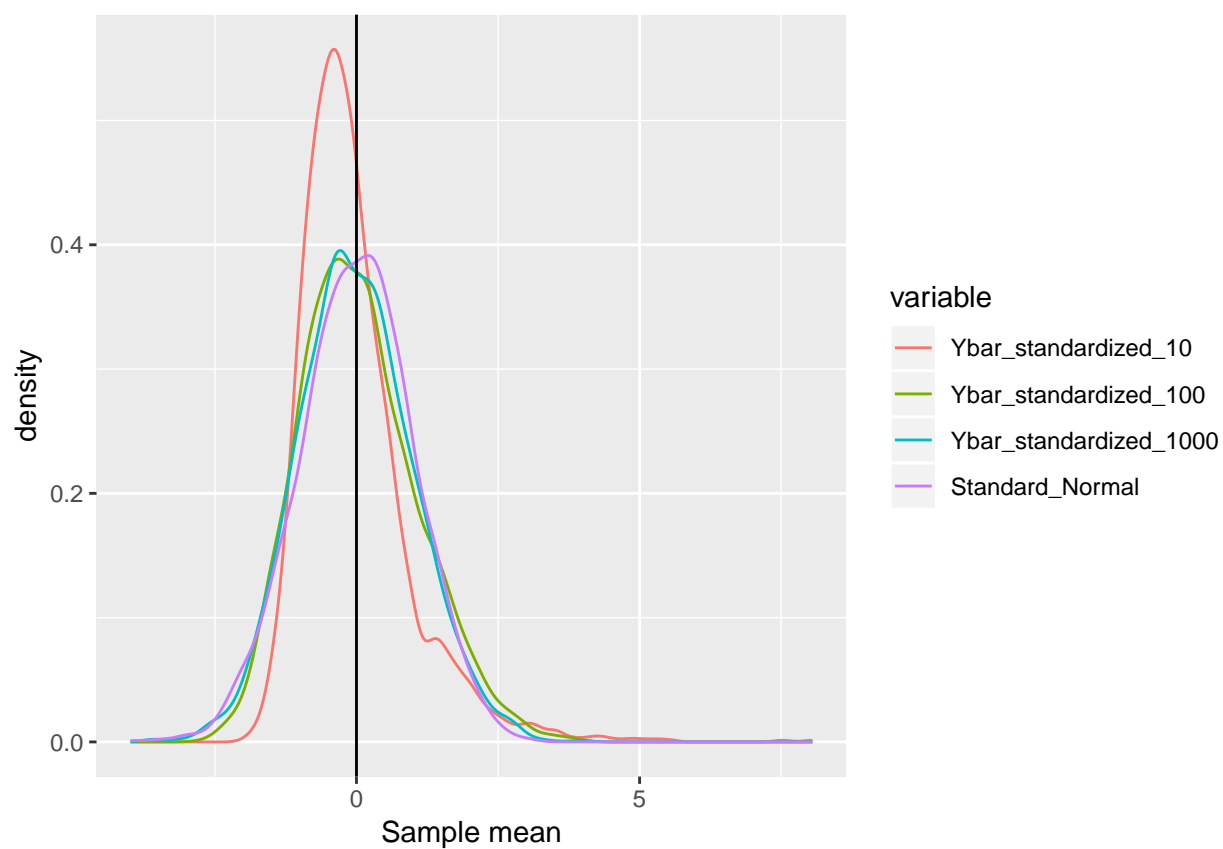 density
0.4
0.2
0.0
0
5
Sample mean
variable
Ybar_standardized_10
Ybar_standardized_100
Ybar_standardized_1000
Standard_Normal